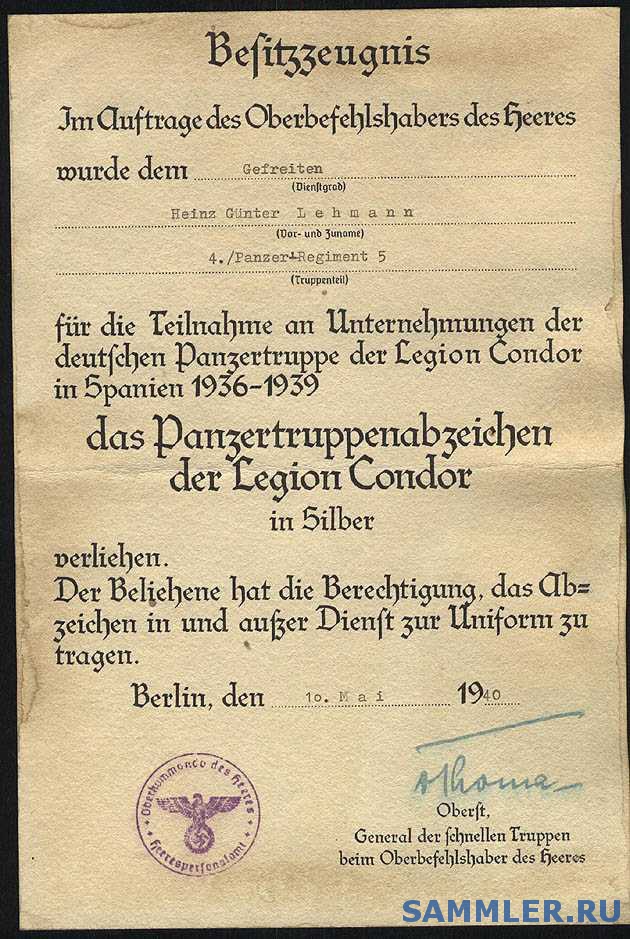 Besitzzeugnis
Im Auftrage des Oberbefehlshabers des Heeres
wurde dem Gefreiten
(Dienstgrad)
Heinz Günter Lehmann
(Vor- und Zuname)
4./Panzer-Regiment 5
(Truppenteil)
für die Teilnahme an Unternehmungen der
deutschen Panzertruppe der Legion Condor
in Spanien 1936-1939
das Panzertruppenabzeichen
der Legion Condor
in Silber
verliehen.
Der Beliehene hat die Berechtigung, das Ab=
zeichen in und außer Dienst zur Uniform zu
tragen.
Berlin, den 10. Mai 1940
Oberkommando des Heeres
Heerespersonalamt
Thoma
Oberst,
General der schnellen Truppen
beim Oberbefehlshaber des Heeres
SAMMLER.RU